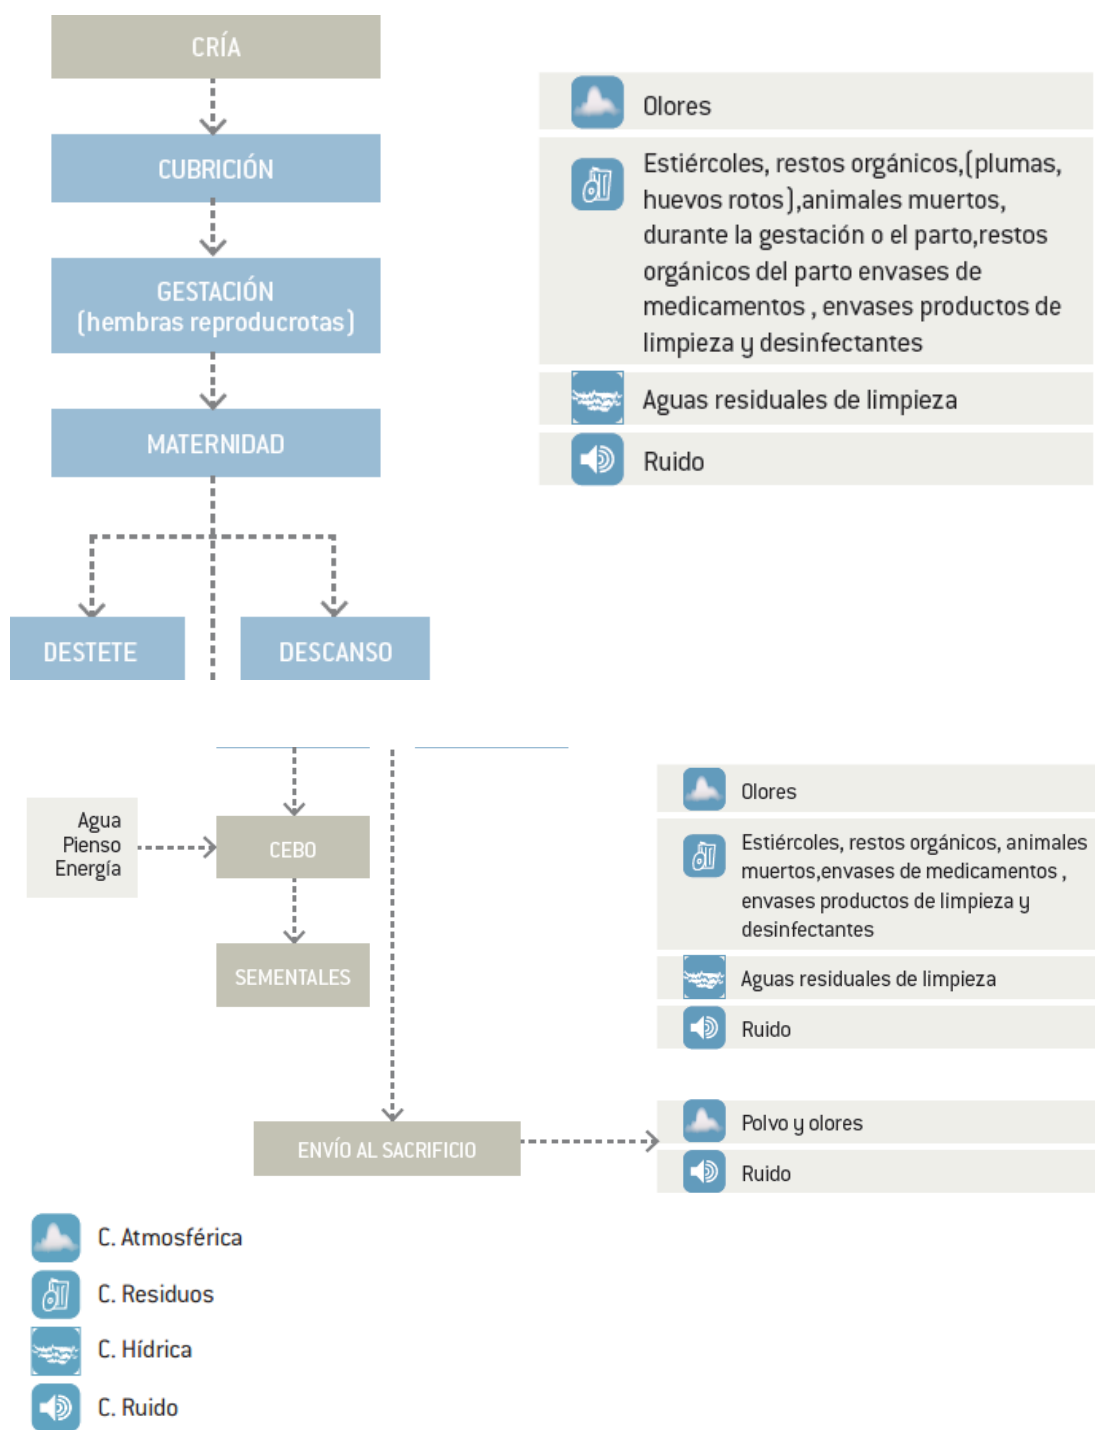 CRÍA
CUBRICIÓN
GESTACIÓN
(hembras reproducrotas)
MATERNIDAD
DESTETE
DESCANSO
Olores
Estiércoles, restos orgánicos,(plumas,
huevos rotos),animales muertos,
durante la gestación o el parto,restos
orgánicos del parto envases de
medicamentos , envases productos de
limpieza y desinfectantes
Aguas residuales de limpieza
Ruido
Agua
Pienso
Energía
CEBO
SEMENTALES
ENVÍO AL SACRIFICIO
Olores
Estiércoles, restos orgánicos, animales
muertos,envases de medicamentos ,
envases productos de limpieza y
desinfectantes
Aguas residuales de limpieza
Ruido
Polvo y olores
Ruido
C. Atmosférica
C. Residuos
C. Hídrica
C. Ruido